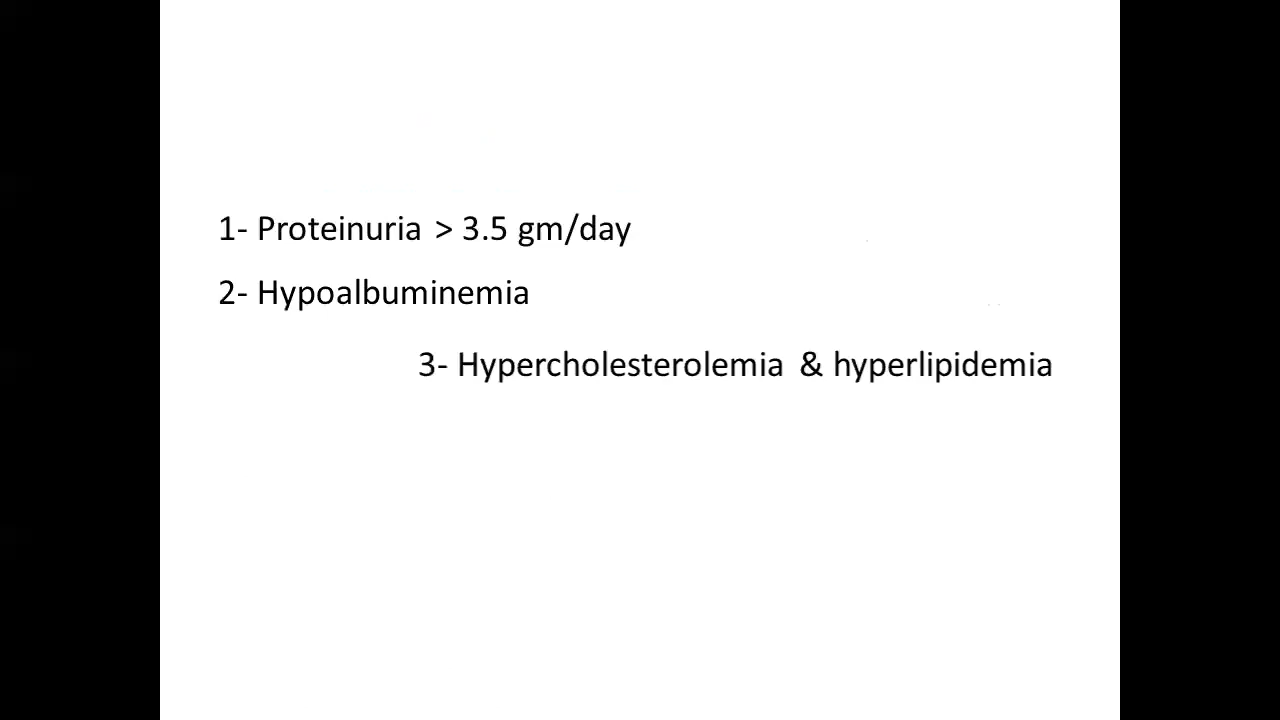 1- Proteinuria > 3.5 gm/day
2- Hypoalbuminemia
3- Hypercholesterolemia & hyperlipidemia